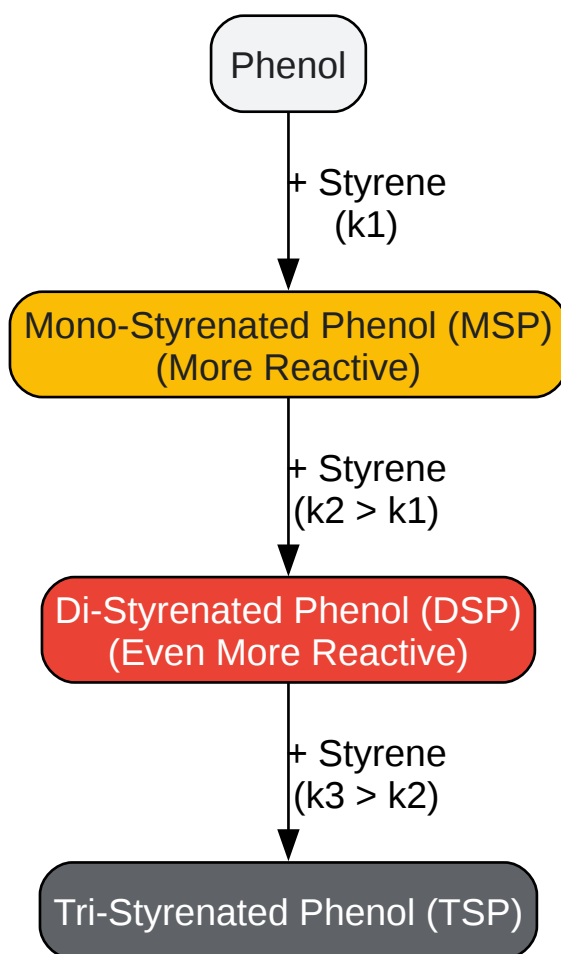 Phenol
+ Styrene
(k1)
Mono-Styrenated Phenol (MSP)
(More Reactive)
+ Styrene
(k2 > k1)
Di-Styrenated Phenol (DSP)
(Even More Reactive)
+ Styrene
(k3 > k2)
Tri-Styrenated Phenol (TSP)